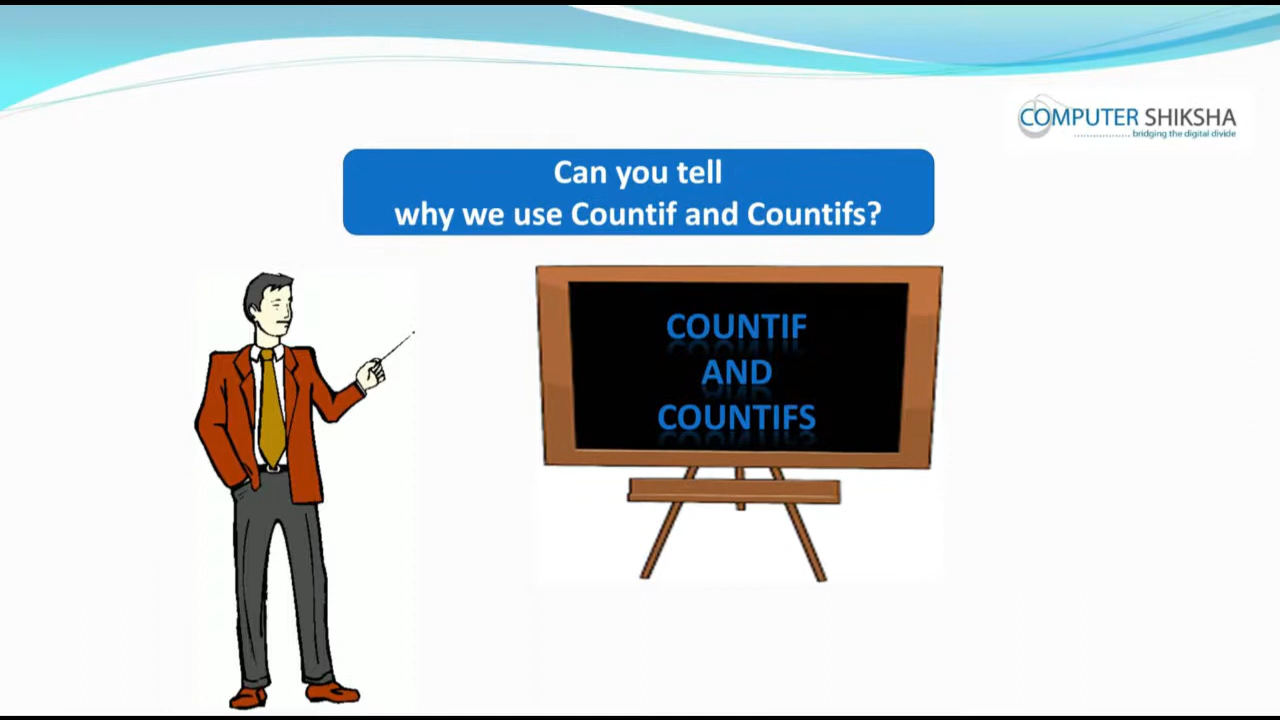 COMPUTER SHIKSHA
bridging the digital divide
Can you tell
why we use Countif and Countifs?
COUNTIF
AND
COUNTIFS